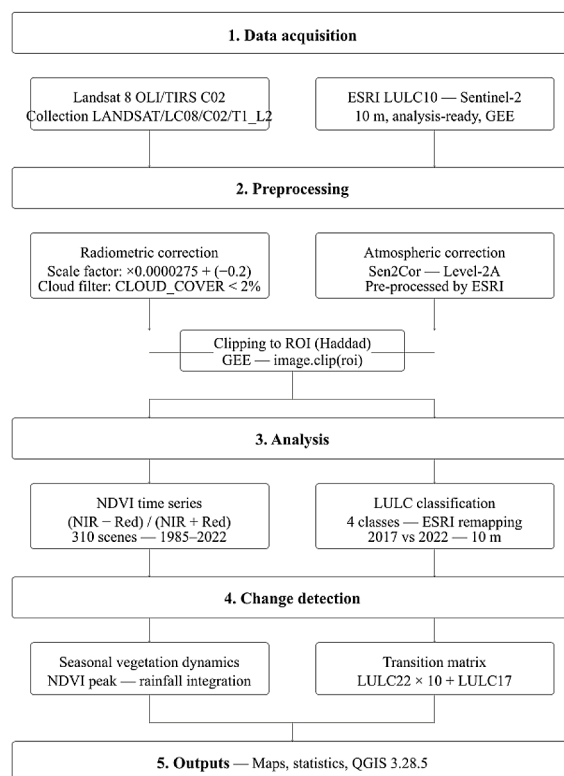 1. Data acquisition
Landsat 8 OLI/TIRS C02
Collection LANDSAT/LC08/C02/T1_L2
ESRI LULC10 — Sentinel-2
10 m, analysis-ready, GEE
2. Preprocessing
Radiometric correction
Scale factor: ×0.0000275 + (−0.2)
Cloud filter: CLOUD_COVER < 2%
Atmospheric correction
Sen2Cor — Level-2A
Pre-processed by ESRI
Clipping to ROI (Haddad)
GEE — image.clip(roi)
3. Analysis
NDVI time series
(NIR − Red) / (NIR + Red)
310 scenes — 1985–2022
LULC classification
4 classes — ESRI remapping
2017 vs 2022 — 10 m
4. Change detection
Seasonal vegetation dynamics
NDVI peak — rainfall integration
Transition matrix
LULC22 × 10 + LULC17
5. Outputs — Maps, statistics, QGIS 3.28.5